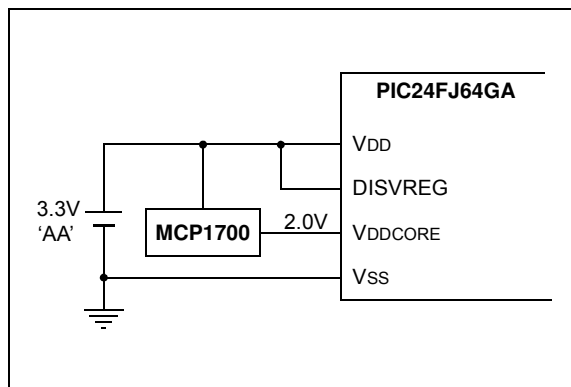 PIC24FJ64GA
VDD
DISVREG
3.3V
‘AA’
MCP1700
2.0V
VDDCORE
VSS